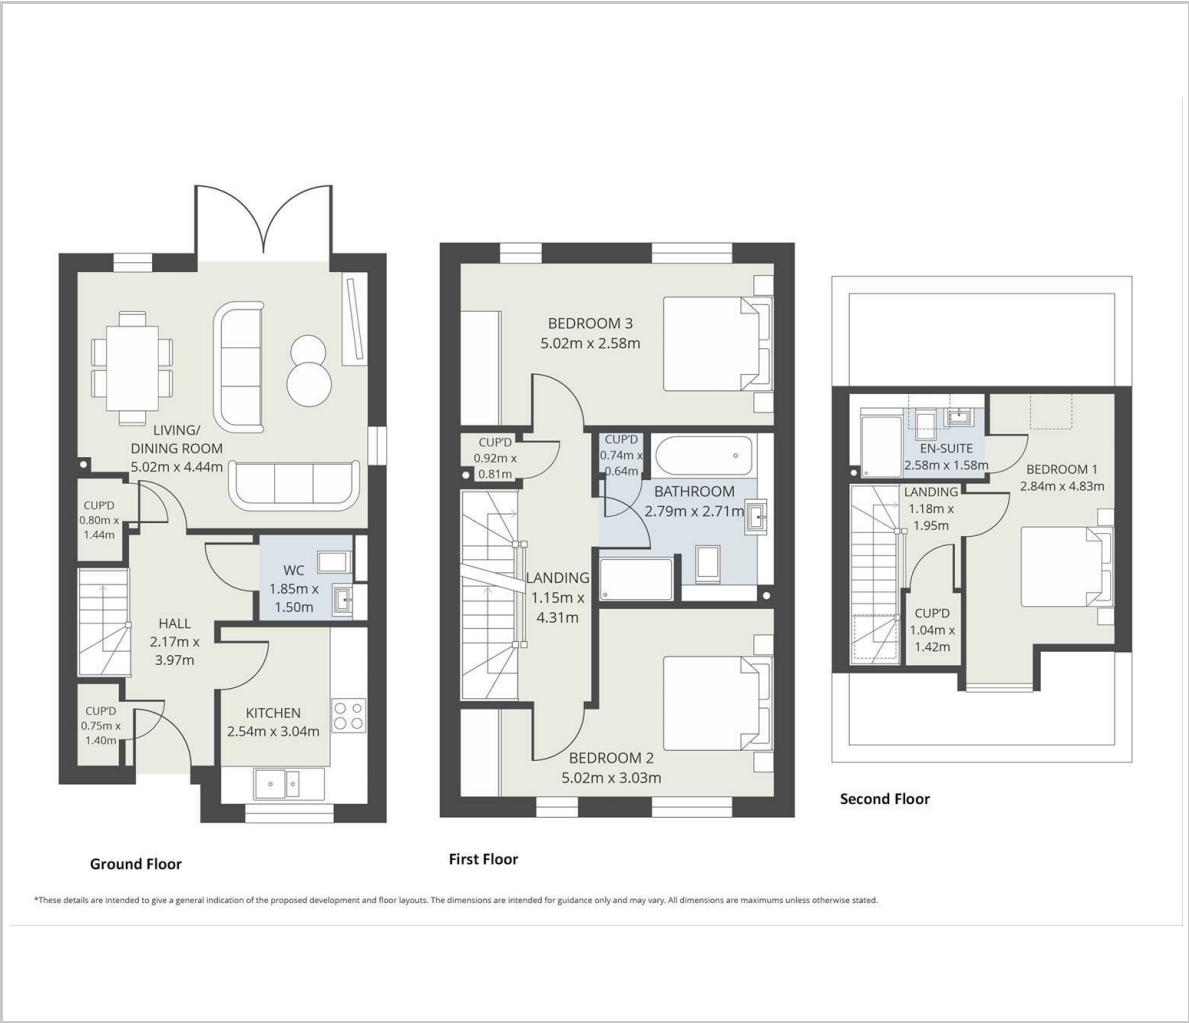 LIVING/
DINING ROOM
5.02m x 4.44m
CUP'D
0.80m x
1.44m
WC
1.85m x
1.50m
HALL
2.17m x
3.97m
CUP'D
0.75m x
1.40m
KITCHEN
2.54m x 3.04m
Ground Floor
BEDROOM 3
5.02m x 2.58m
CUP'D
0.92m x
0.81m
CUP'D
0.74m x
0.64m
BATHROOM
2.79m x 2.71m
LANDING
1.15m x
4.31m
BEDROOM 2
5.02m x 3.03m
First Floor
EN-SUITE
2.58m x 1.58m
BEDROOM 1
2.84m x 4.83m
LANDING
1.18m x
1.95m
CUP'D
1.04m x
1.42m
Second Floor
*These details are intended to give a general indication of the proposed development and floor layouts. The dimensions are intended for guidance only and may vary. All dimensions are maximums unless otherwise stated.